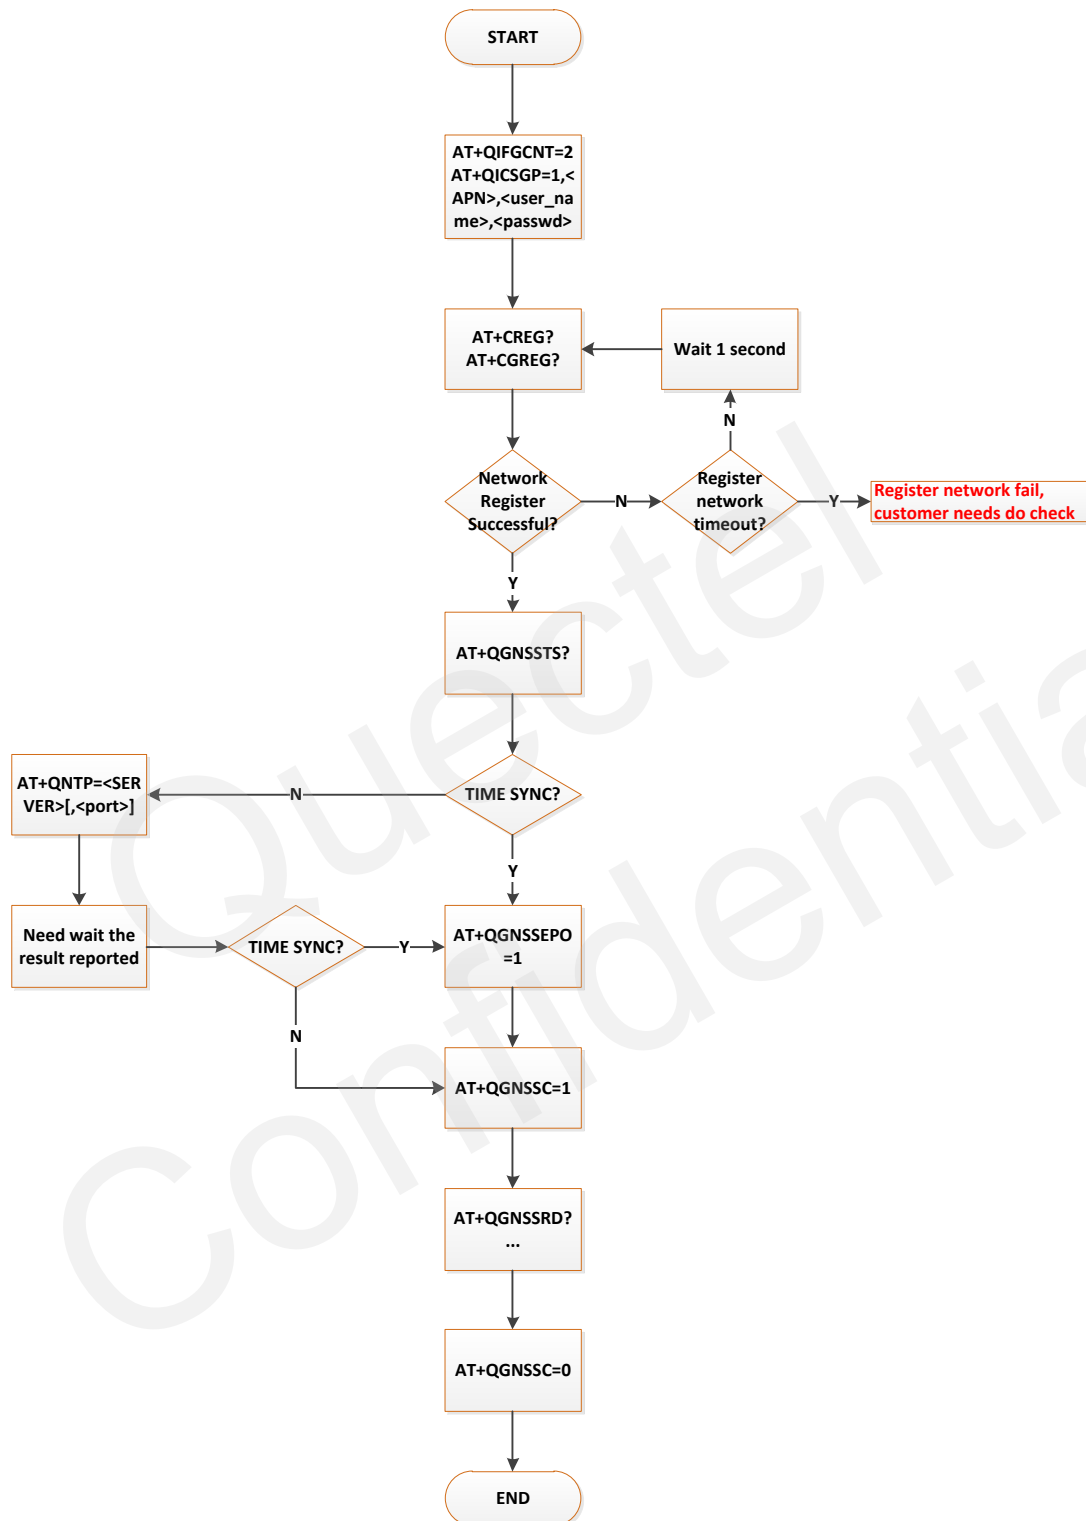 START
AT+QIFGCNT=2
AT+QICSGP=1,<
APN>,<user_na
me>,<passwd>
AT+CREG?
AT+CGREG?
Wait 1 second
N
Network
Register
Successful?
N
Register
network
timeout?
Y
Register network fail,
customer needs do check
Y
AT+QGNSSTS?
AT+QNTP=<SER
VER>[,<port>]
N
TIME SYNC?
Y
Need wait the
result reported
TIME SYNC?
Y
AT+QGNSSEPO
=1
N
AT+QGNSSC=1
AT+QGNSSRD?
...
AT+QGNSSC=0
END
Quectel
Confidentia